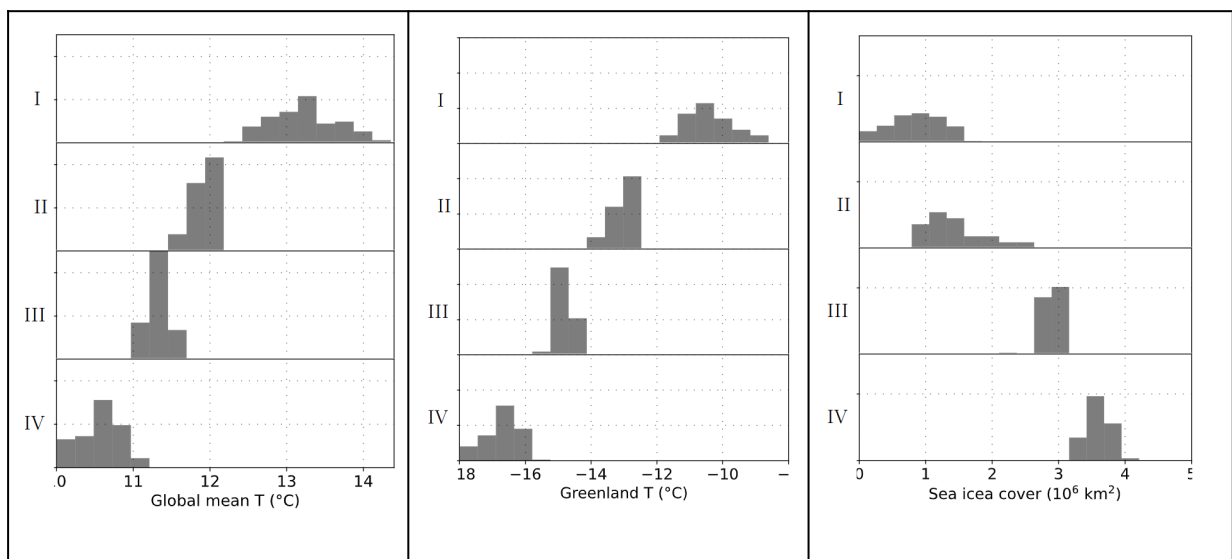 I
II
III
IV
.0 11 12 13 14
Global mean T (°C)
I
II
III
IV
18 −16 −14 −12 −10 −
Greenland T (°C)
I
II
III
IV
0 1 2 3 4
Sea icea cover (10⁶ km²)